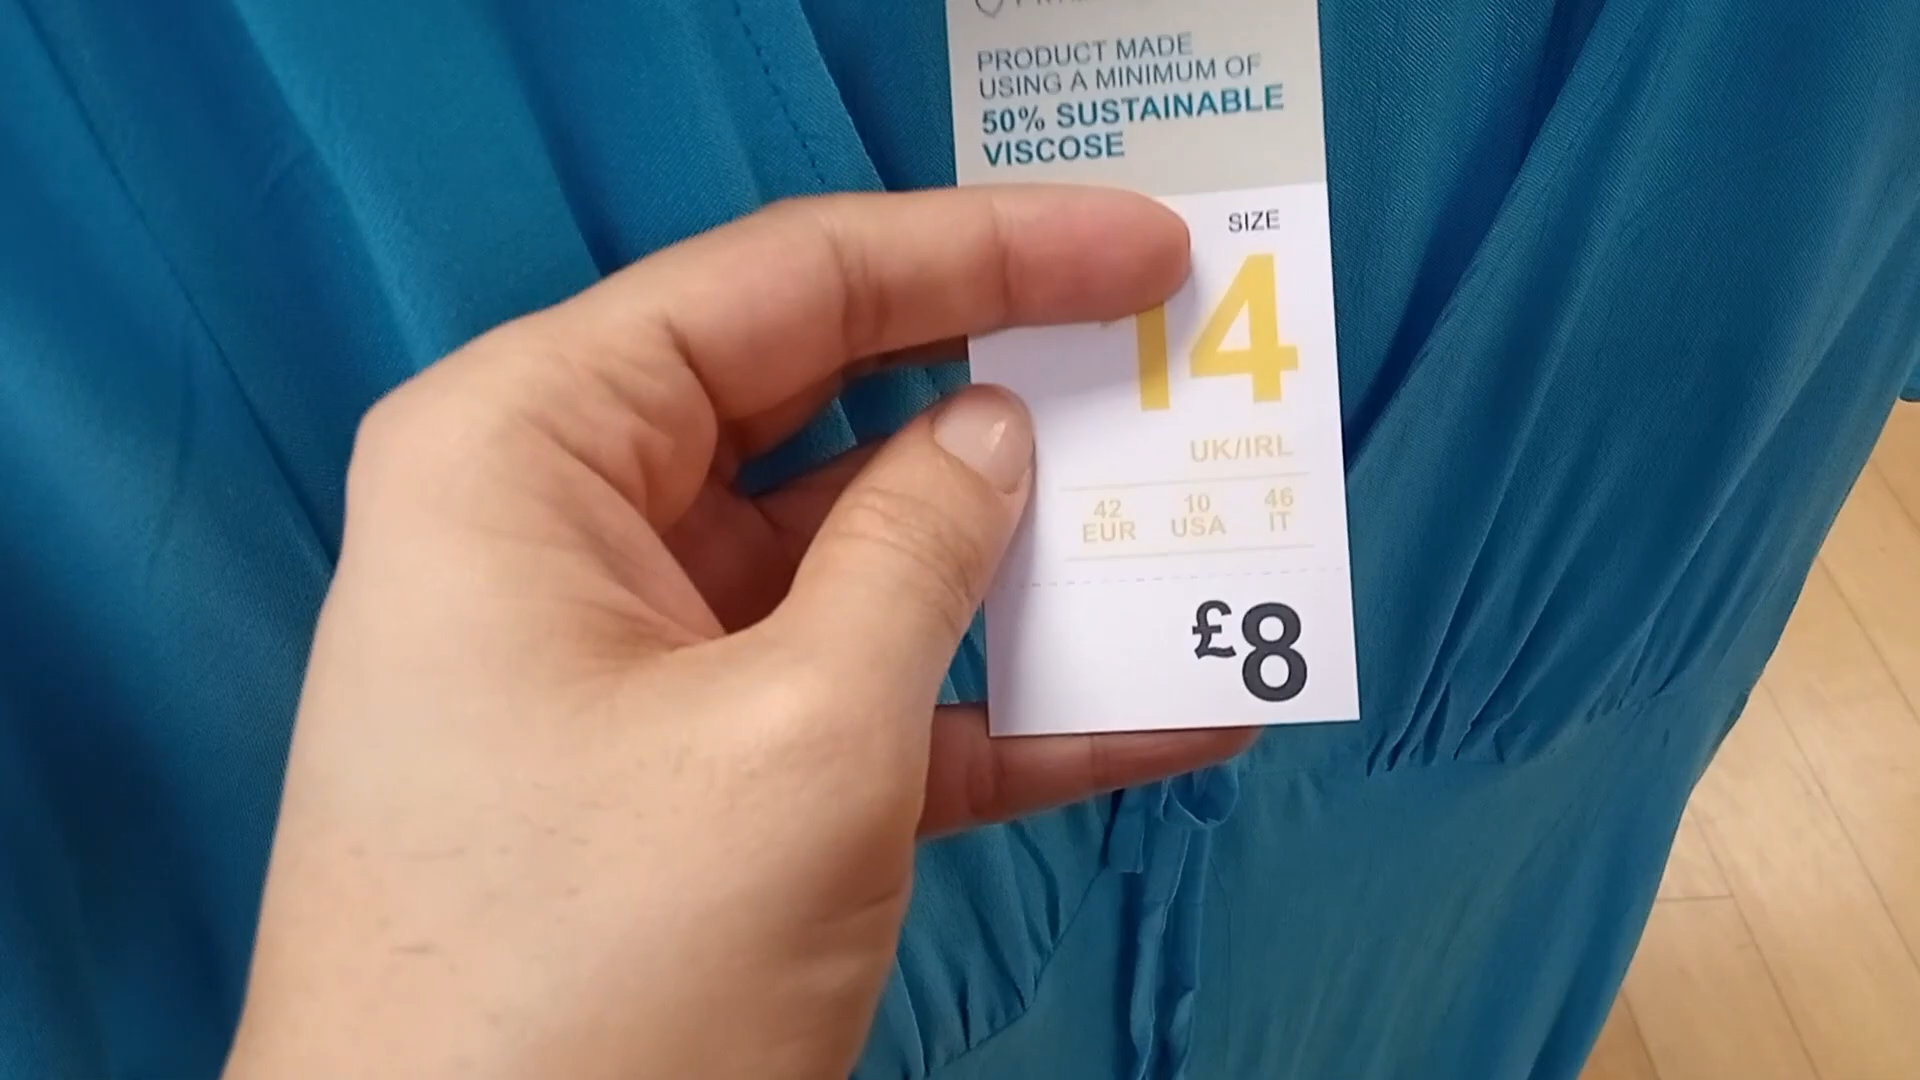 PRODUCT MADE
USING A MINIMUM OF
50% SUSTAINABLE
VISCOSE
SIZE
14
UK/IRL
42 10 46
EUR USA IT
£8